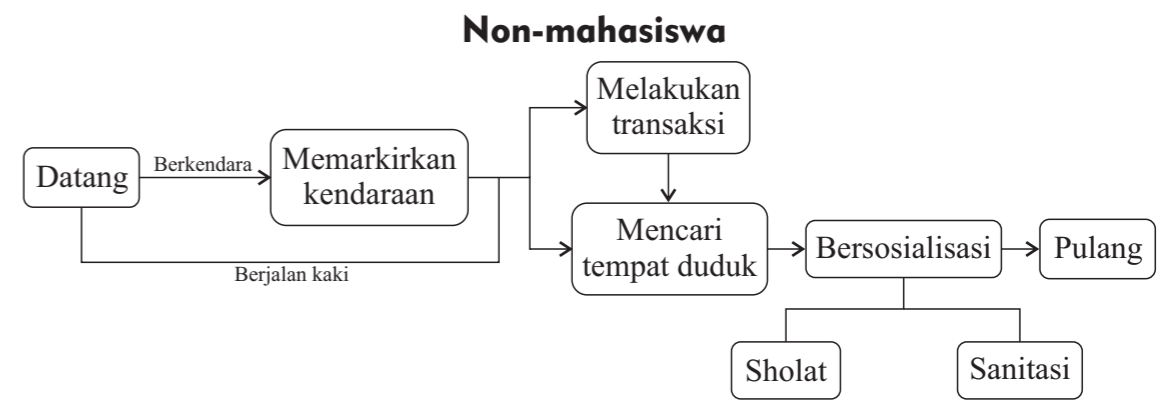 Non-mahasiswa
Melakukan
transaksi
Datang
Berkendara
Memarkirkan
kendaraan
Berjalan kaki
Mencari
tempat duduk
Bersosialisasi
Pulang
Sholat
Sanitasi